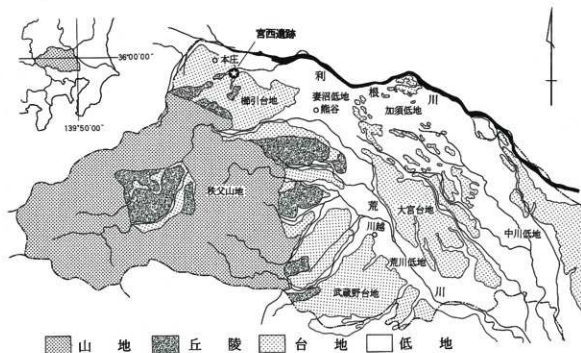 宮西遺跡
36°00′00″
本庄
利
櫛引台地
妻沼低地
根
139°50′00″
熊谷
加須低地
川
秩父山地
荒
大宮台地
川越
中川低地
荒川低地
武蔵野台地
川
山地 丘陵 台地 低地